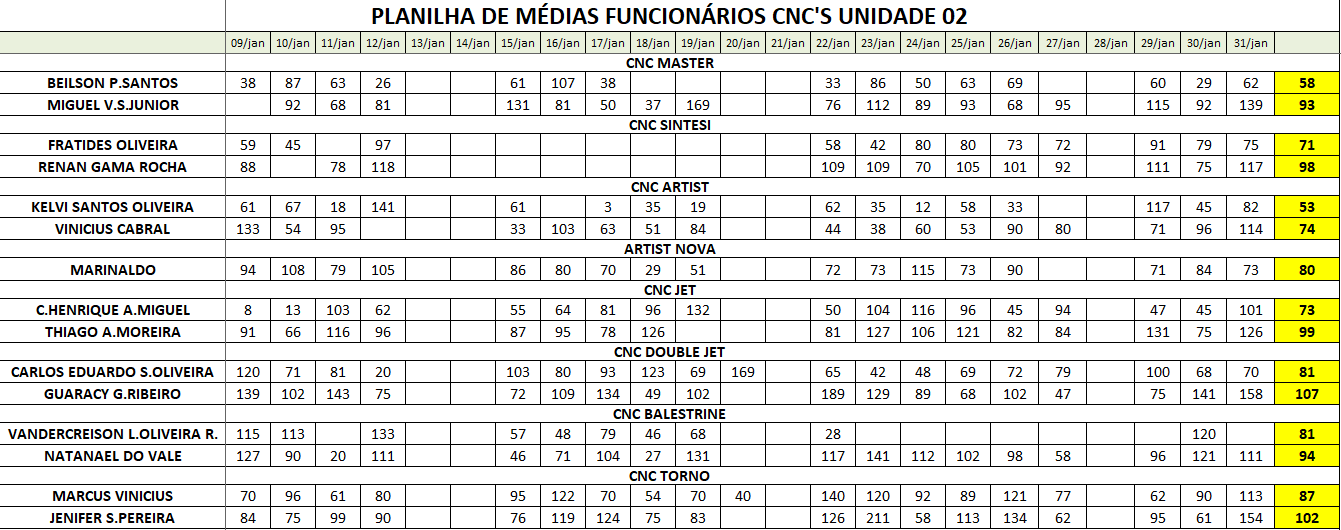 PLANILHA DE MÉDIAS FUNCIONÁRIOS CNC'S UNIDADE 02
09/jan 10/jan 11/jan 12/jan 13/jan 14/jan 15/jan 16/jan 17/jan 18/jan 19/jan 20/jan 21/jan 22/jan 23/jan 24/jan 25/jan 26/jan 27/jan 28/jan 29/jan 30/jan 31/jan
CNC MASTER
BEILSON P.SANTOS 38 87 63 26 61 107 38 33 86 50 63 69 60 29 62 58
MIGUEL V.S.JUNIOR 92 68 81 131 81 50 37 169 76 112 89 93 68 95 115 92 139 93
CNC SINTESI
FRATIDES OLIVEIRA 59 45 97 58 42 80 80 73 72 91 79 75 71
RENAN GAMA ROCHA 88 78 118 109 109 70 105 101 92 111 75 117 98
CNC ARTIST
KELVI SANTOS OLIVEIRA 61 67 18 141 61 3 35 19 62 35 12 58 33 117 45 82 53
VINICIUS CABRAL 133 54 95 33 103 63 51 84 44 38 60 53 90 80 71 96 114 74
ARTIST NOVA
MARINALDO 94 108 79 105 86 80 70 29 51 72 73 115 73 90 71 84 73 80
CNC JET
C.HENRIQUE A.MIGUEL 8 13 103 62 55 64 81 96 132 50 104 116 96 45 94 47 45 101 73
THIAGO A.MOREIRA 91 66 116 96 87 95 78 126 81 127 106 121 82 84 131 75 126 99
CNC DOUBLE JET
CARLOS EDUARDO S.OLIVEIRA 120 71 81 20 103 80 93 123 69 169 65 42 48 69 72 79 100 68 70 81
GUARACY G.RIBEIRO 139 102 143 75 72 109 134 49 102 189 129 89 68 102 47 75 141 158 107
CNC BALESTRINE
VANDERCREISON L.OLIVEIRA R. 115 113 133 57 48 79 46 68 28 120 81
NATANAEL DO VALE 127 90 20 111 46 71 104 27 131 117 141 112 102 98 58 96 121 111 94
CNC TORNO
MARCUS VINICIUS 70 96 61 80 95 122 70 54 70 40 140 120 92 89 121 77 62 90 113 87
JENIFER S.PEREIRA 84 75 99 90 76 119 124 75 83 126 211 58 113 134 62 95 61 154 102